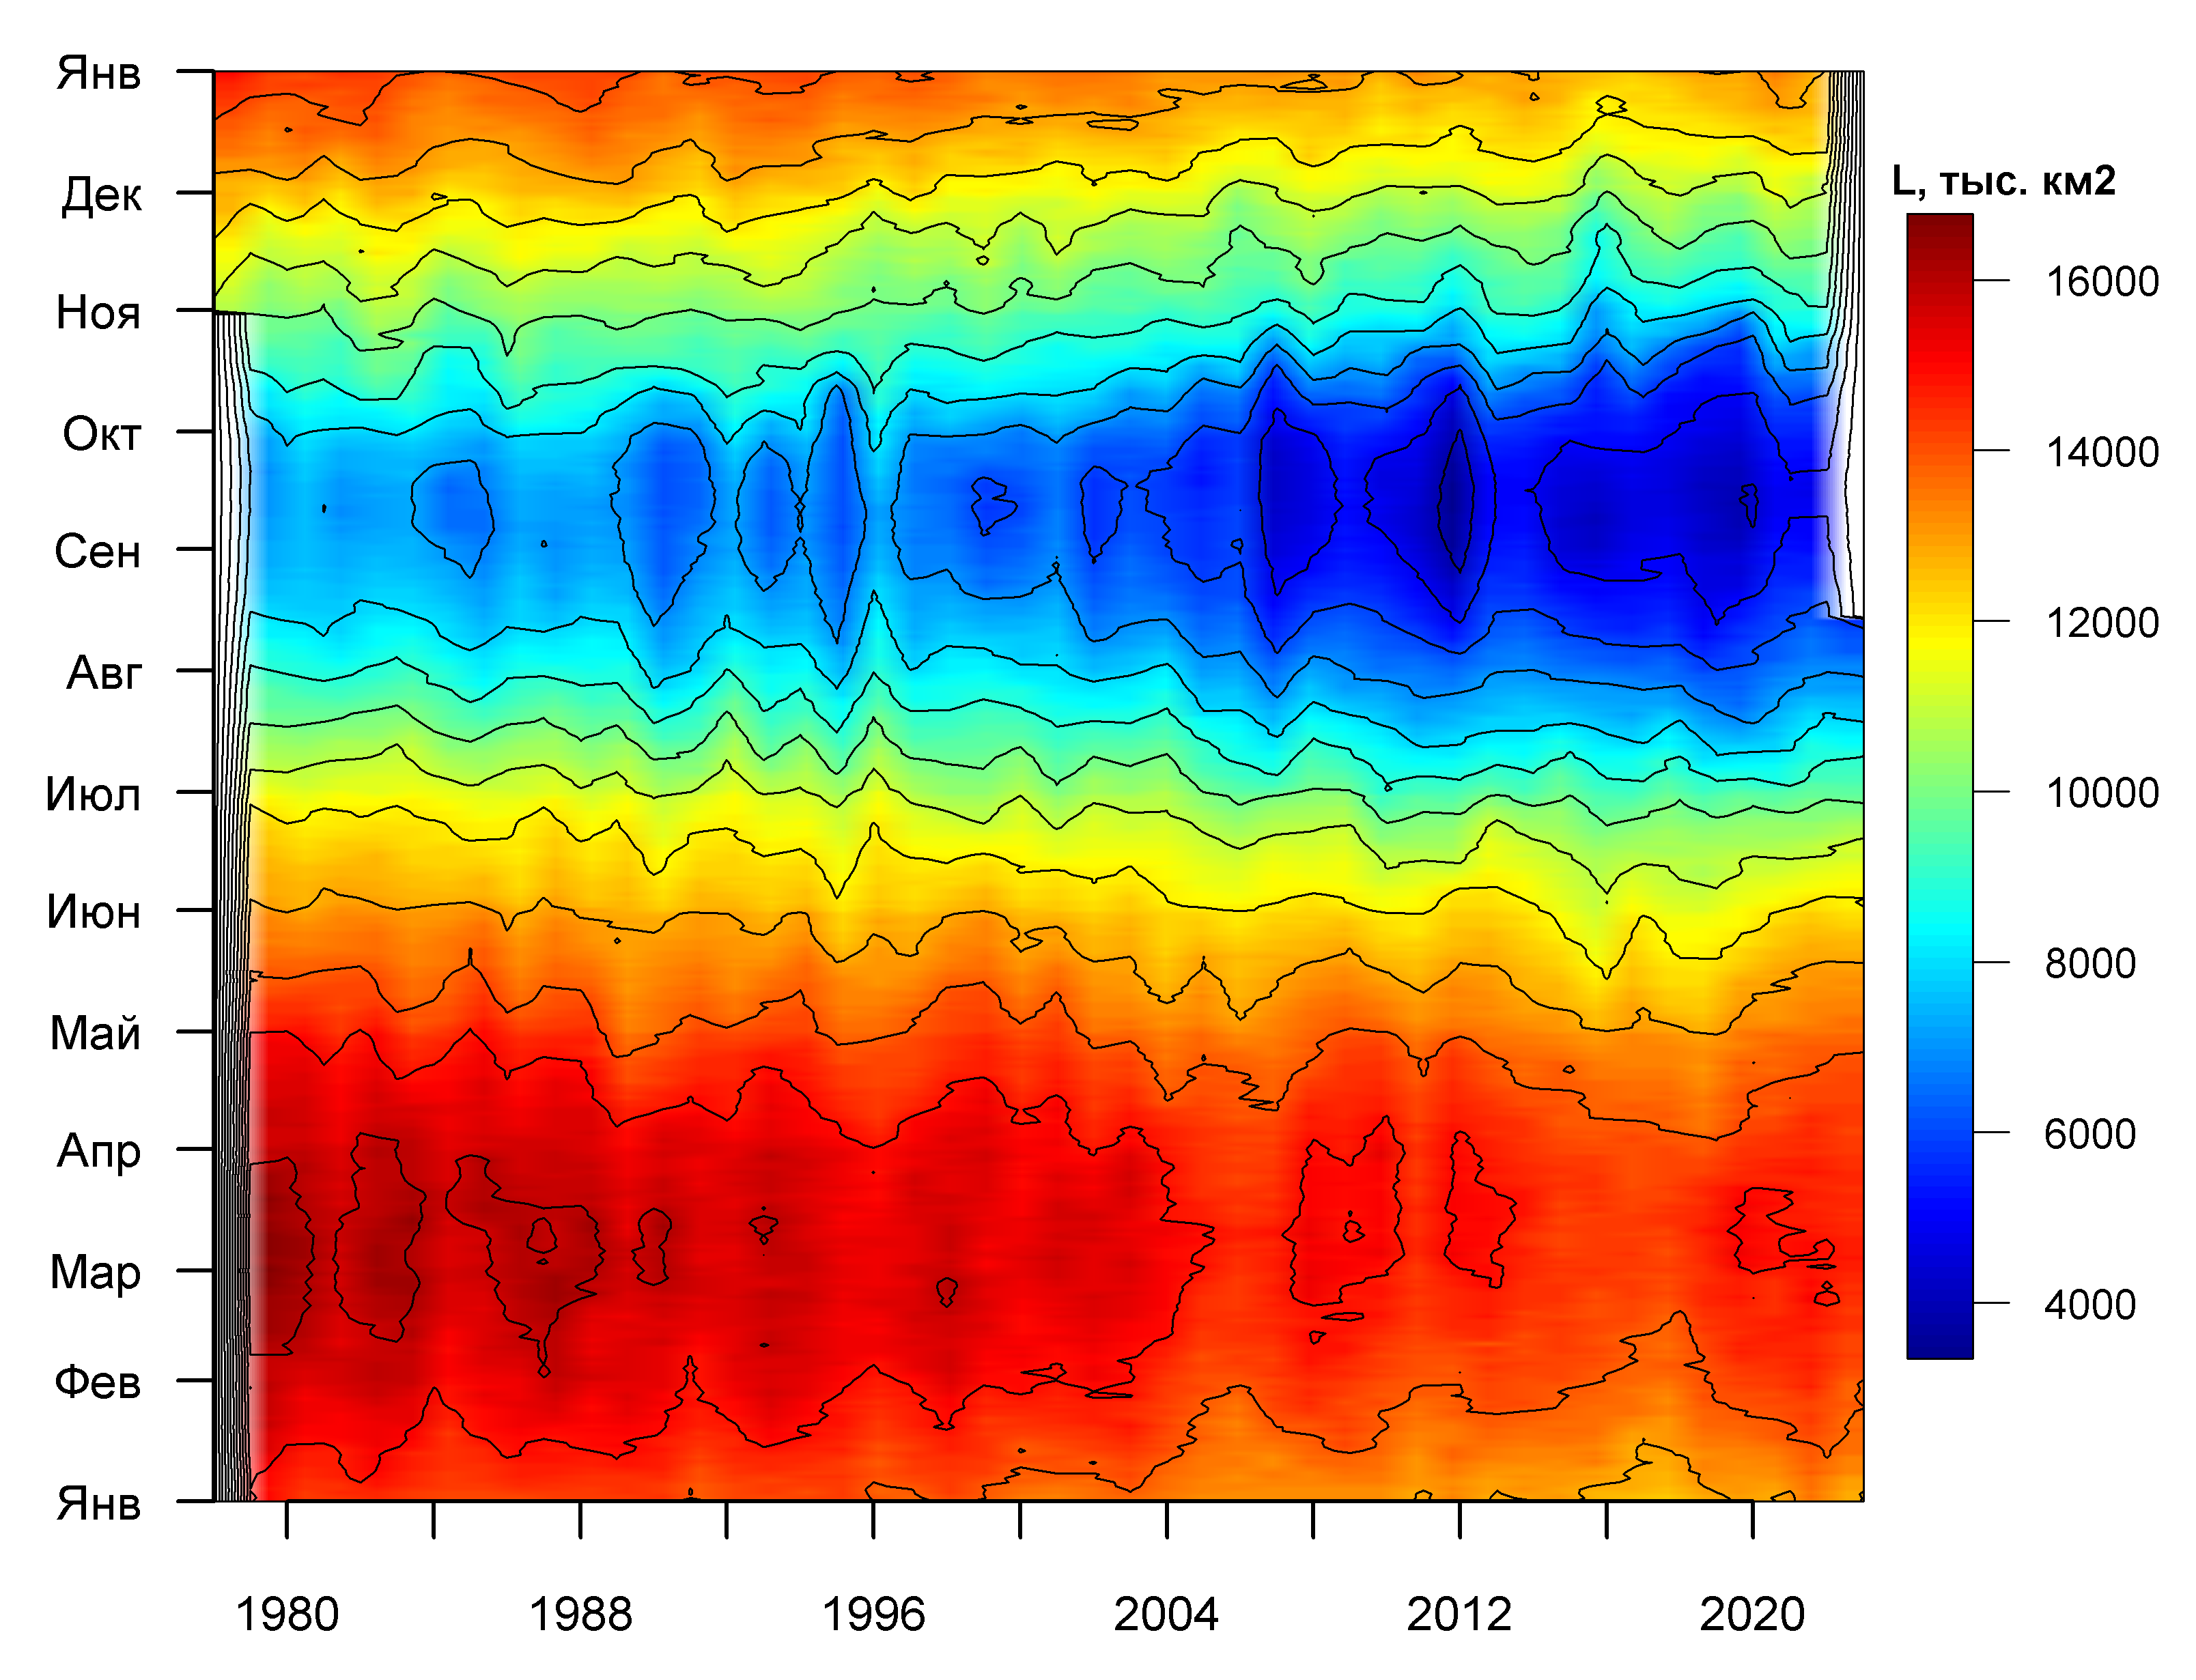 Янв
Дек
Ноя
Окт
Сен
Авг
Июл
Июн
Май
Апр
Мар
Фев
Янв
1980 1988 1996 2004 2012 2020
L, тыс. км2
16000
14000
12000
10000
8000
6000
4000